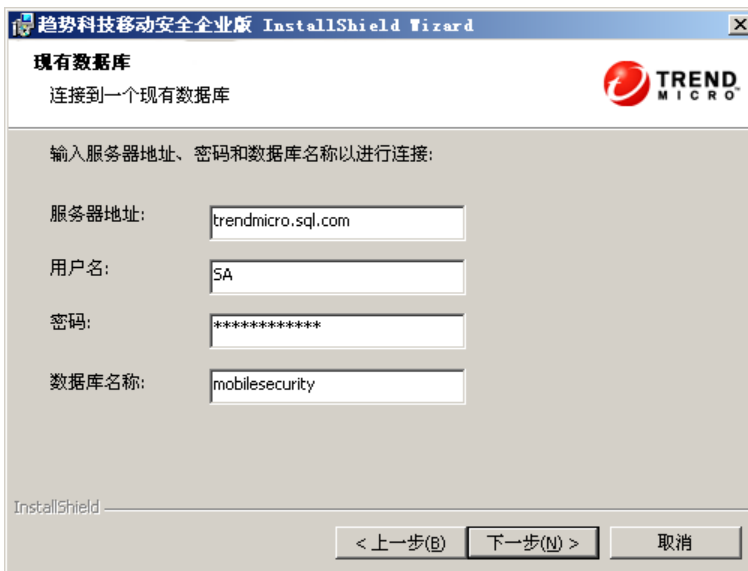 趋势科技移动安全企业版 InstallShield Wizard
现有数据库
连接到一个现有数据库
TREND
MICRO
输入服务器地址、密码和数据库名称以进行连接:
服务器地址:
trendmicro.sql.com
用户名:
SA
密码:
************
数据库名称:
mobilesecurity
InstallShield
< 上一步(B)
下一步(N) >
取消